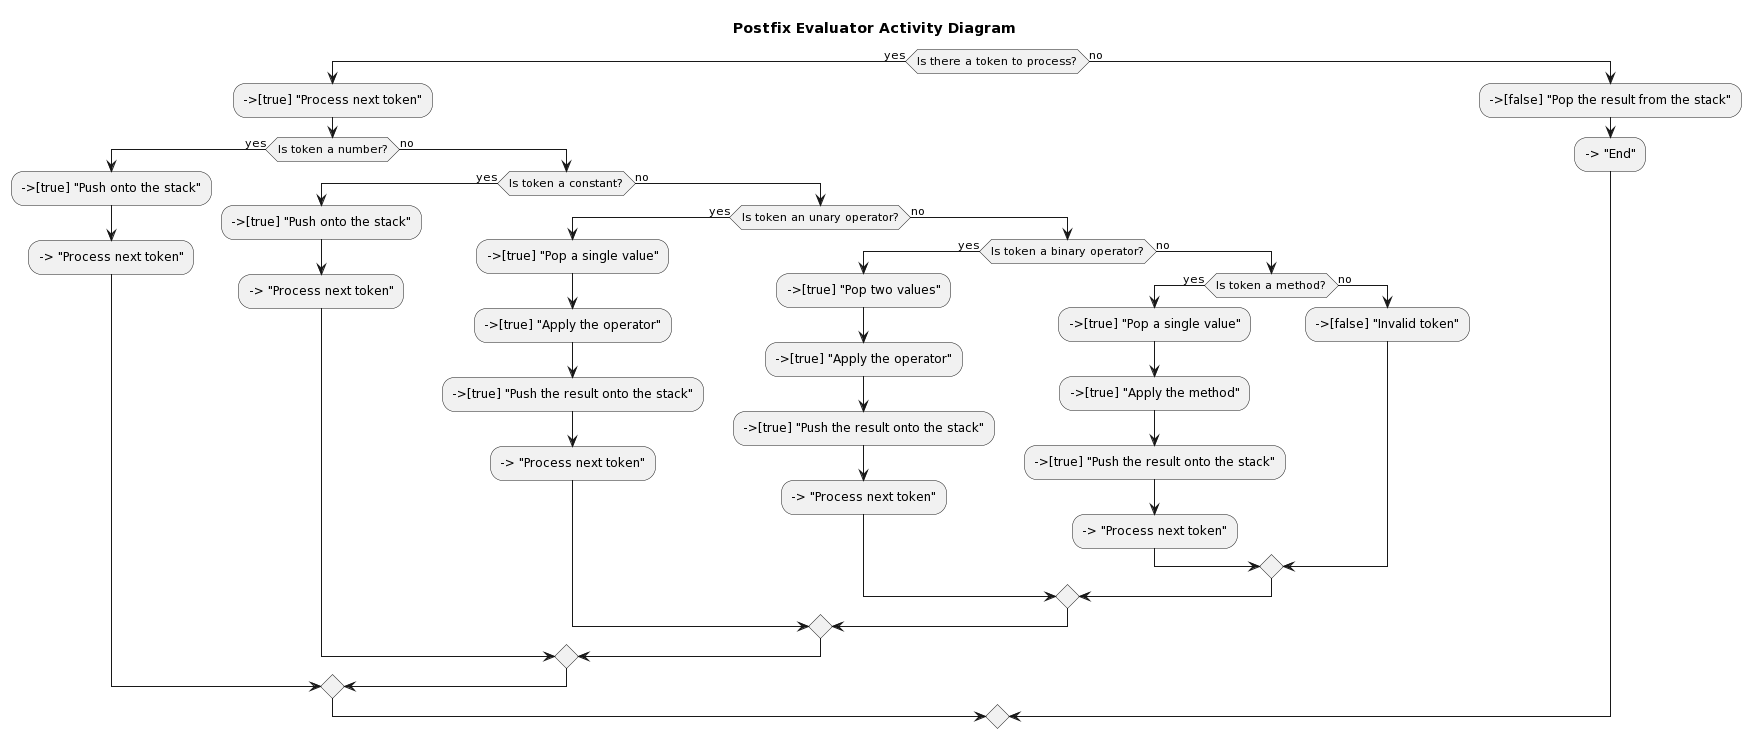 Postfix Evaluator Activity Diagram
yes
Is there a token to process?
no
->[true] "Process next token"
->[false] "Pop the result from the stack"
yes
Is token a number?
no
-> "End"
->[true] "Push onto the stack"
yes
Is token a constant?
no
->[true] "Push onto the stack"
yes
Is token an unary operator?
no
-> "Process next token"
->[true] "Pop a single value"
yes
Is token a binary operator?
no
-> "Process next token"
->[true] "Pop two values"
yes
Is token a method?
no
->[true] "Apply the operator"
->[true] "Pop a single value"
->[false] "Invalid token"
->[true] "Apply the operator"
->[true] "Push the result onto the stack"
->[true] "Apply the method"
->[true] "Push the result onto the stack"
-> "Process next token"
->[true] "Push the result onto the stack"
-> "Process next token"
-> "Process next token"